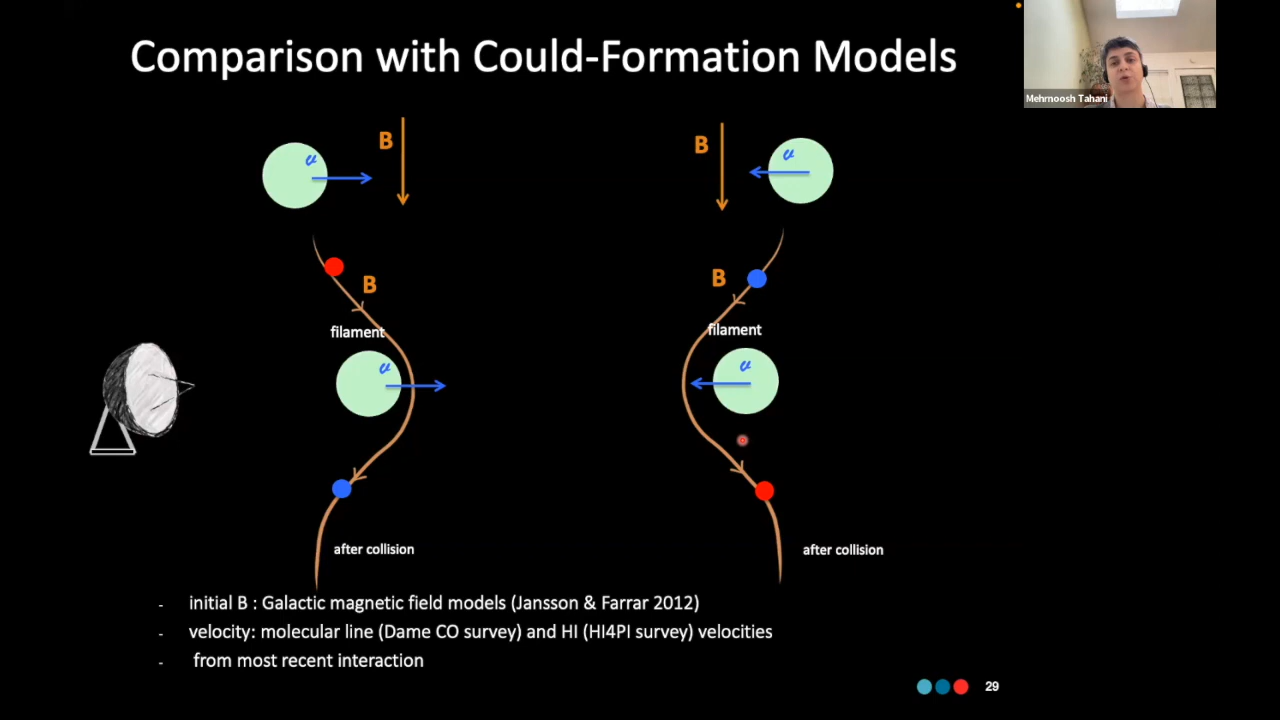 Comparison with Could-Formation Models
Mehrnoosh Tahani
B
B
B
B
filament
filament
after collision
after collision
- initial B : Galactic magnetic field models (Jansson & Farrar 2012)
- velocity: molecular line (Dame CO survey) and HI (HI4PI survey) velocities
- from most recent interaction
29